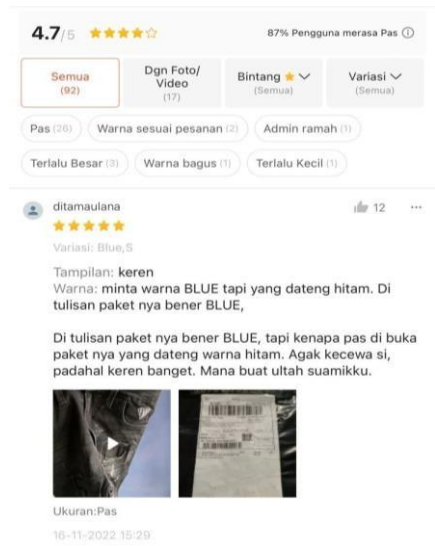 4.7/5 87% Pengguna merasa Pas
Semua
(92)
Dgn Foto/
Video
(17)
Bintang
(Semua)
Variasi
(Semua)
Pas (26) Warna sesuai pesanan (2) Admin ramah (1)
Terlalu Besar (3) Warna bagus (1) Terlalu Kecil (1)
ditamaulana 12
Variasi: Blue,S
Tampilan: keren
Warna: minta warna BLUE tapi yang dateng hitam. Di
tulisan paket nya bener BLUE,
Di tulisan paket nya bener BLUE, tapi kenapa pas di buka
paket nya yang dateng warna hitam. Agak kecewa si,
padahal keren banget. Mana buat ultah suamikku.
Ukuran:Pas
16-11-2022 15:29